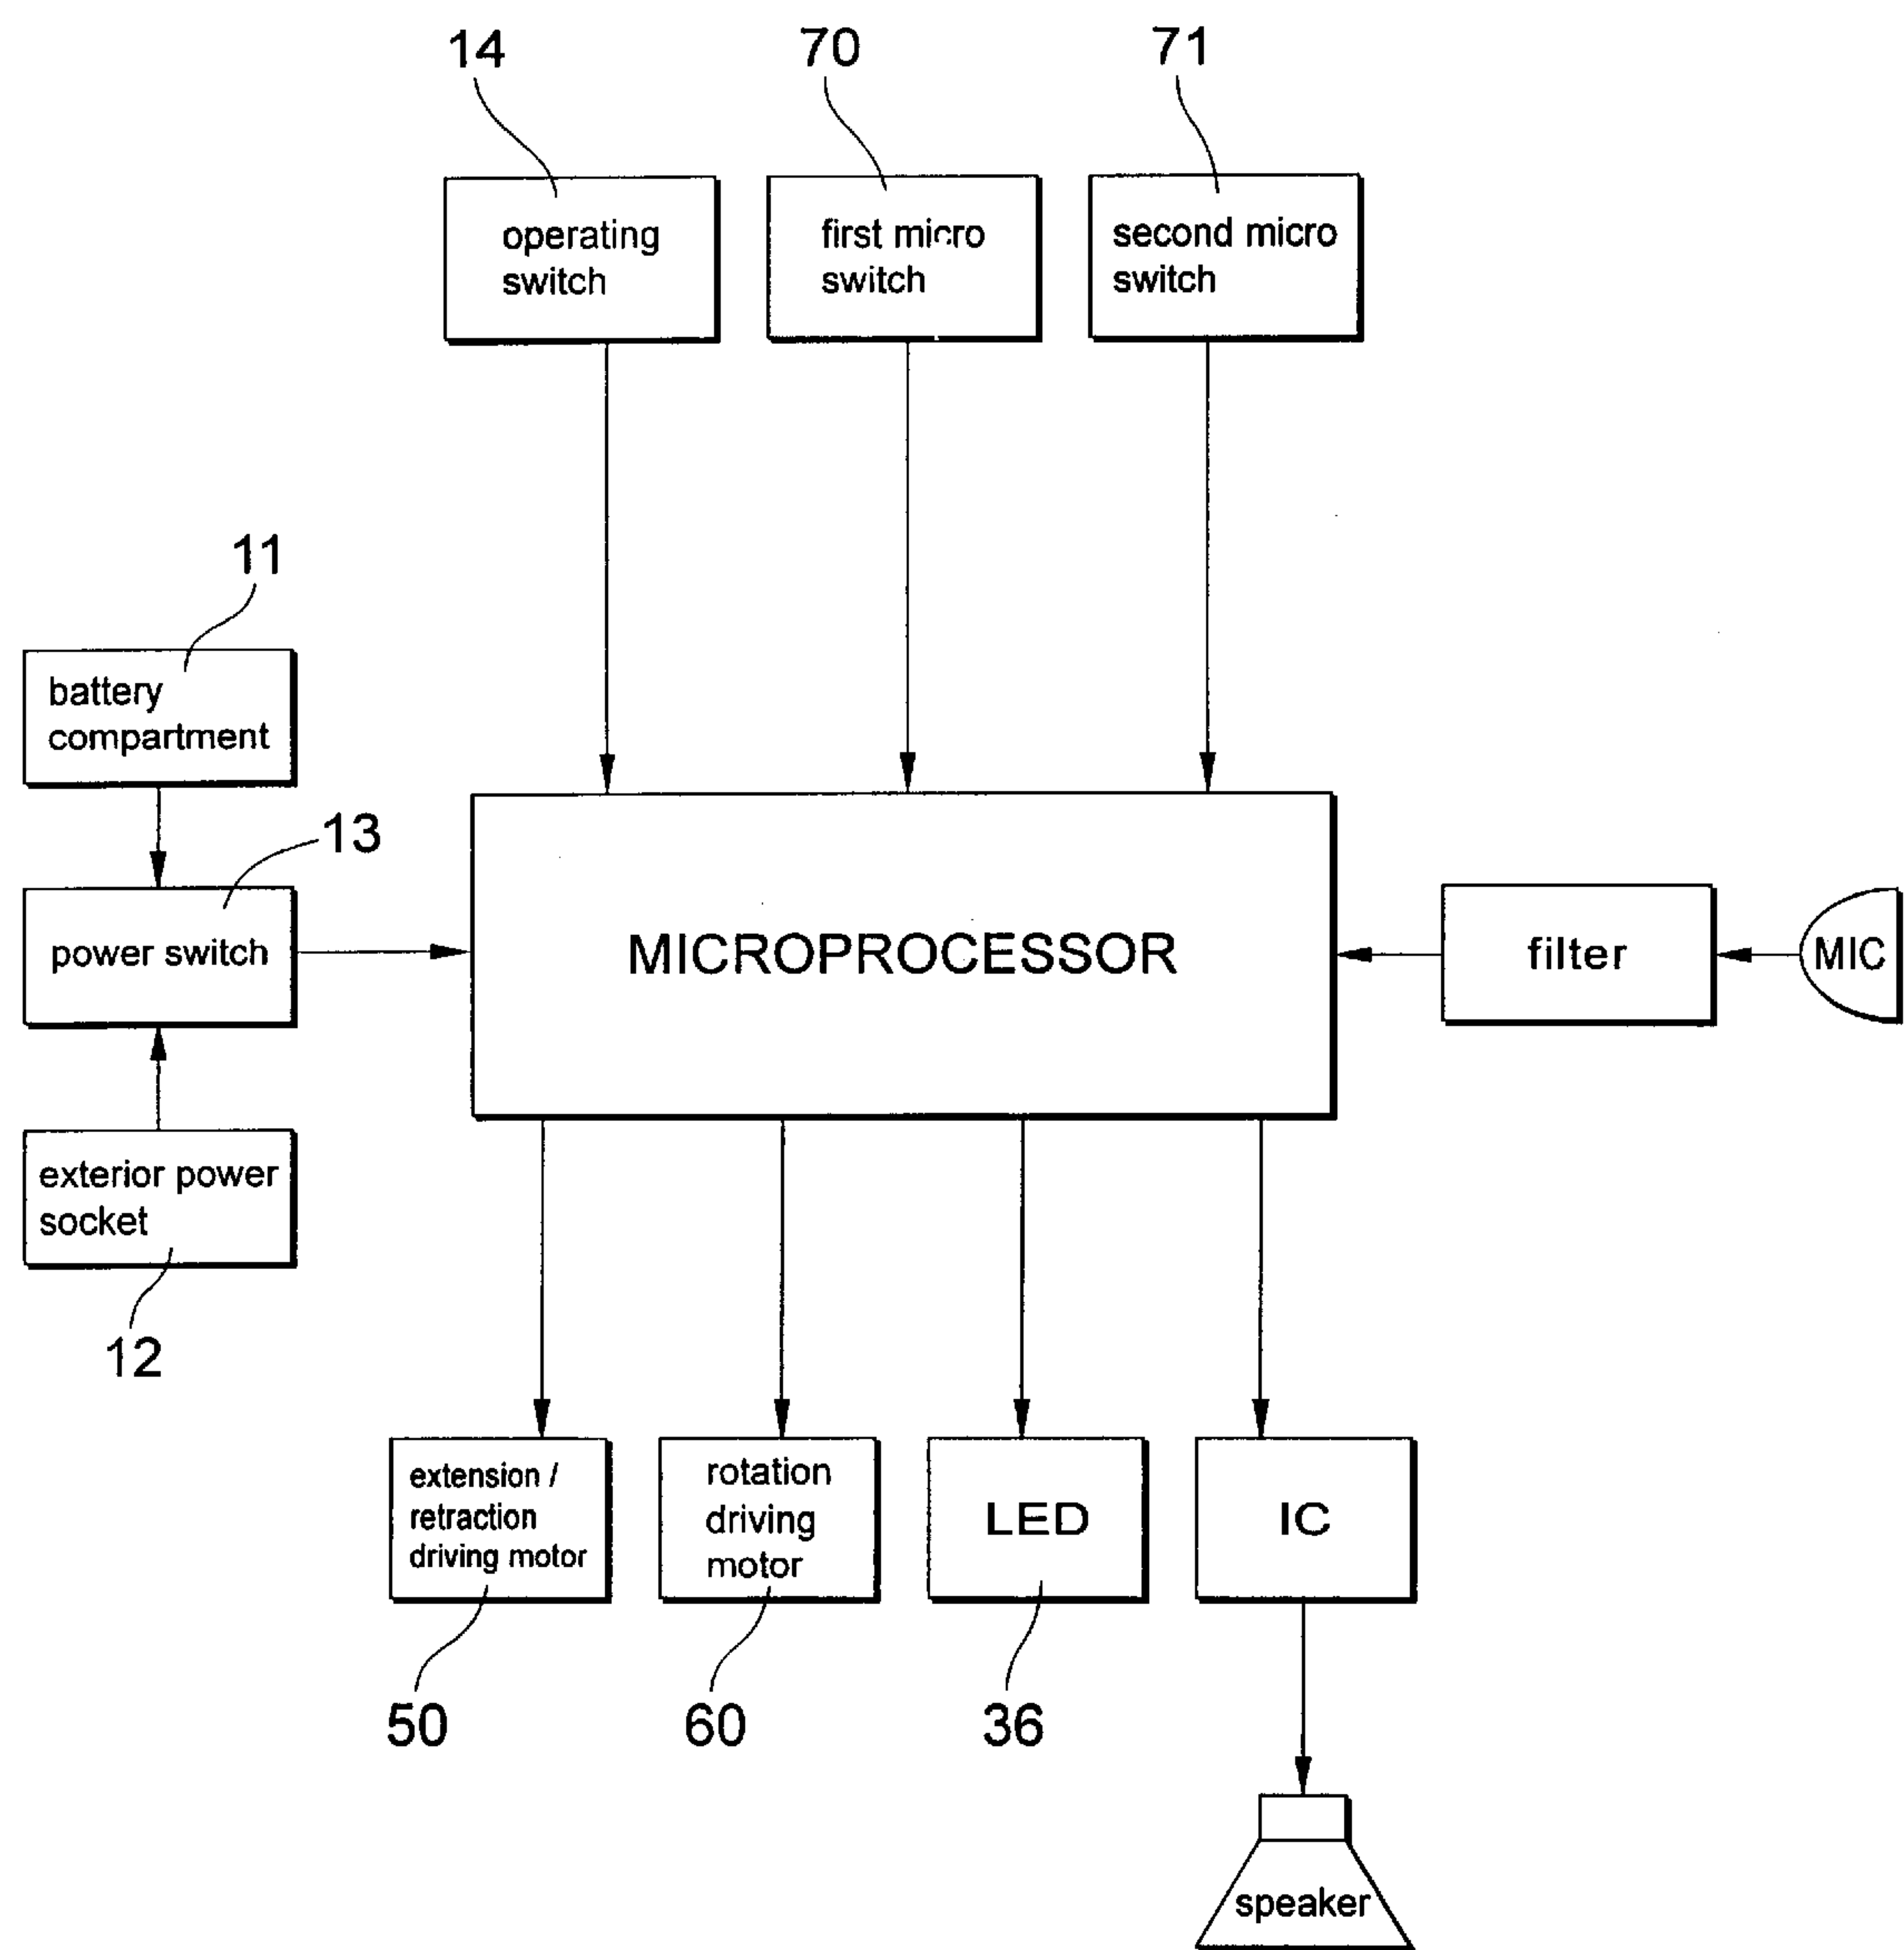 14
70
71
operating
switch
first micro
switch
second micro
switch
11
battery
compartment
13
power switch
MICROPROCESSOR
filter
MIC
exterior power
socket
12
extension /
retraction
driving motor
rotation
driving
motor
LED
IC
50
60
36
speaker